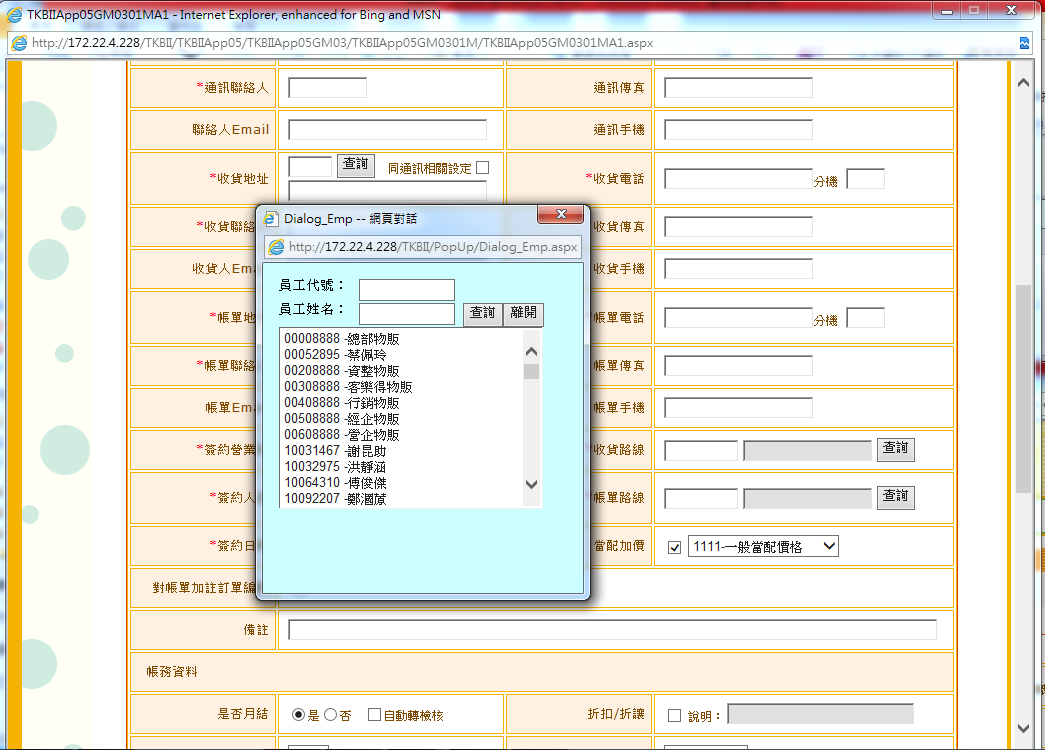 TKBIIApp05GM0301MA1 - Internet Explorer, enhanced for Bing and MSN
http://172.22.4.228/TKBII/TKBIIApp05/TKBIIApp05GM03/TKBIIApp05GM0301M/TKBIIApp05GM0301MA1.aspx
*通訊聯絡人 通訊傳真
聯絡人Email 通訊手機
*收貨地址 查詢 同通訊相關設定 *收貨電話 分機
*收貨聯絡 收貨傳真
收貨人Ema 收貨手機
*帳單地 帳單電話 分機
*帳單聯絡 帳單傳真
帳單Ema 帳單手機
*簽約營業 收貨路線 查詢
*簽約人 帳單路線 查詢
*簽約日 當配加價 1111-一般當配價格
對帳單加註訂單編
備註
帳務資料
是否月結 是 否 自動轉檢核 折扣/折讓 說明：
Dialog_Emp -- 網頁對話
http://172.22.4.228/TKBII/PopUp/Dialog_Emp.aspx
員工代號：
員工姓名： 查詢 離開
00008888 -總部物販
00052895 -蔡佩玲
00208888 -資整物販
00308888 -客樂得物販
00408888 -行銷物販
00508888 -經企物販
00608888 -營企物販
10031467 -謝昆助
10032975 -洪靜涵
10064310 -傅俊傑
10092207 -鄭